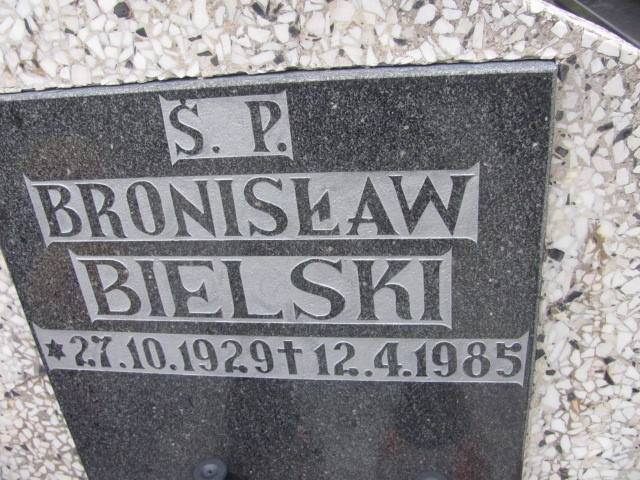 Ś. P.
BRONISŁAW
BIELSKI
* 27.10.1929 † 12.4.1985